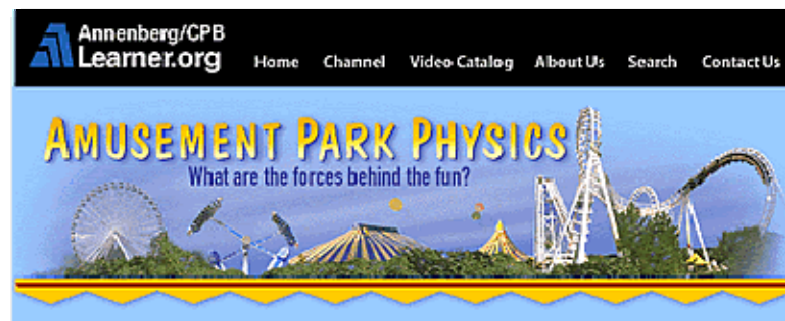 Annenberg/CPB
Learner.org
Home Channel Video Catalog About Us Search Contact Us
AMUSEMENT PARK PHYSICS
What are the forces behind the fun?